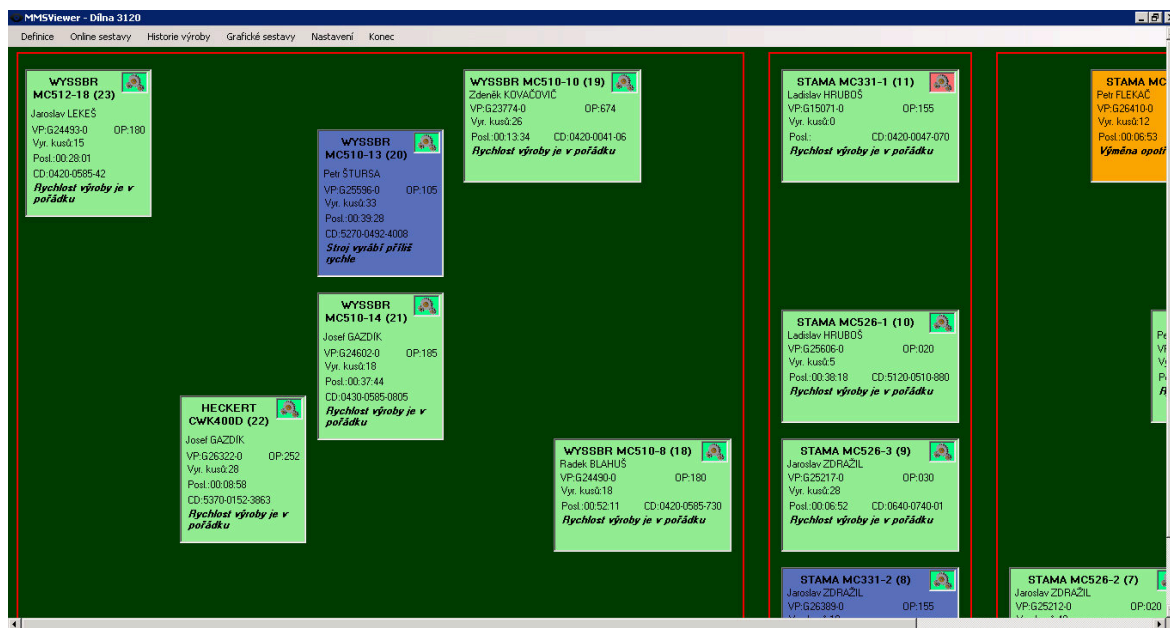 MMSViewer - Dílna 3120
Definice Online sestavy Historie výroby Grafické sestavy Nastavení Konec
WYSSBR
MC512-18 (23)
Jaroslav LEKEŠ
VP:G24493-0 OP:180
Vyr. kusů:15
Posl.:00:28:01
CD:0420-0585-42
Rychlost výroby je v
pořádku
WYSSBR
MC510-13 (20)
Petr ŠTURSA
VP:G25596-0 OP:105
Vyr. kusů:33
Posl.:00:39:28
CD:5270-0492-4008
Stroj vyrábí příliš
rychle
WYSSBR MC510-10 (19)
Zdeněk KOVAČOVIČ
VP:G23774-0 OP:674
Vyr. kusů:26
Posl.:00:13:34 CD:0420-0041-06
Rychlost výroby je v pořádku
WYSSBR
MC510-14 (21)
Josef GAZDÍK
VP:G24602-0 OP:185
Vyr. kusů:18
Posl.:00:37:44
CD:0430-0585-0805
Rychlost výroby je v
pořádku
HECKERT
CWK400D (22)
Josef GAZDÍK
VP:G26322-0 OP:252
Vyr. kusů:28
Posl.:00:08:58
CD:5370-0152-3863
Rychlost výroby je v
pořádku
WYSSBR MC510-8 (18)
Radek BLAHUŠ
VP:G24490-0 OP:180
Vyr. kusů:18
Posl.:00:52:11 CD:0420-0585-730
Rychlost výroby je v pořádku
STAMA MC331-1 (11)
Ladislav HRUBOŠ
VP:G15071-0 OP:155
Vyr. kusů:0
Posl.: CD:0420-0047-070
Rychlost výroby je v pořádku
STAMA MC526-1 (10)
Ladislav HRUBOŠ
VP:G25606-0 OP:020
Vyr. kusů:5
Posl.:00:38:18 CD:5120-0510-880
Rychlost výroby je v pořádku
STAMA MC526-3 (9)
Jaroslav ZDRAŽIL
VP:G25217-0 OP:030
Vyr. kusů:28
Posl.:00:06:52 CD:0640-0740-01
Rychlost výroby je v pořádku
STAMA MC331-2 (8)
Jaroslav ZDRAŽIL
VP:G26389-0 OP:155
STAMA MC
Petr FLEKAČ
VP:G26410-0
Vyr. kusů:12
Posl.:00:06:53
Výměna opotř
STAMA MC526-2 (7)
Jaroslav ZDRAŽIL
VP:G25212-0 OP:020